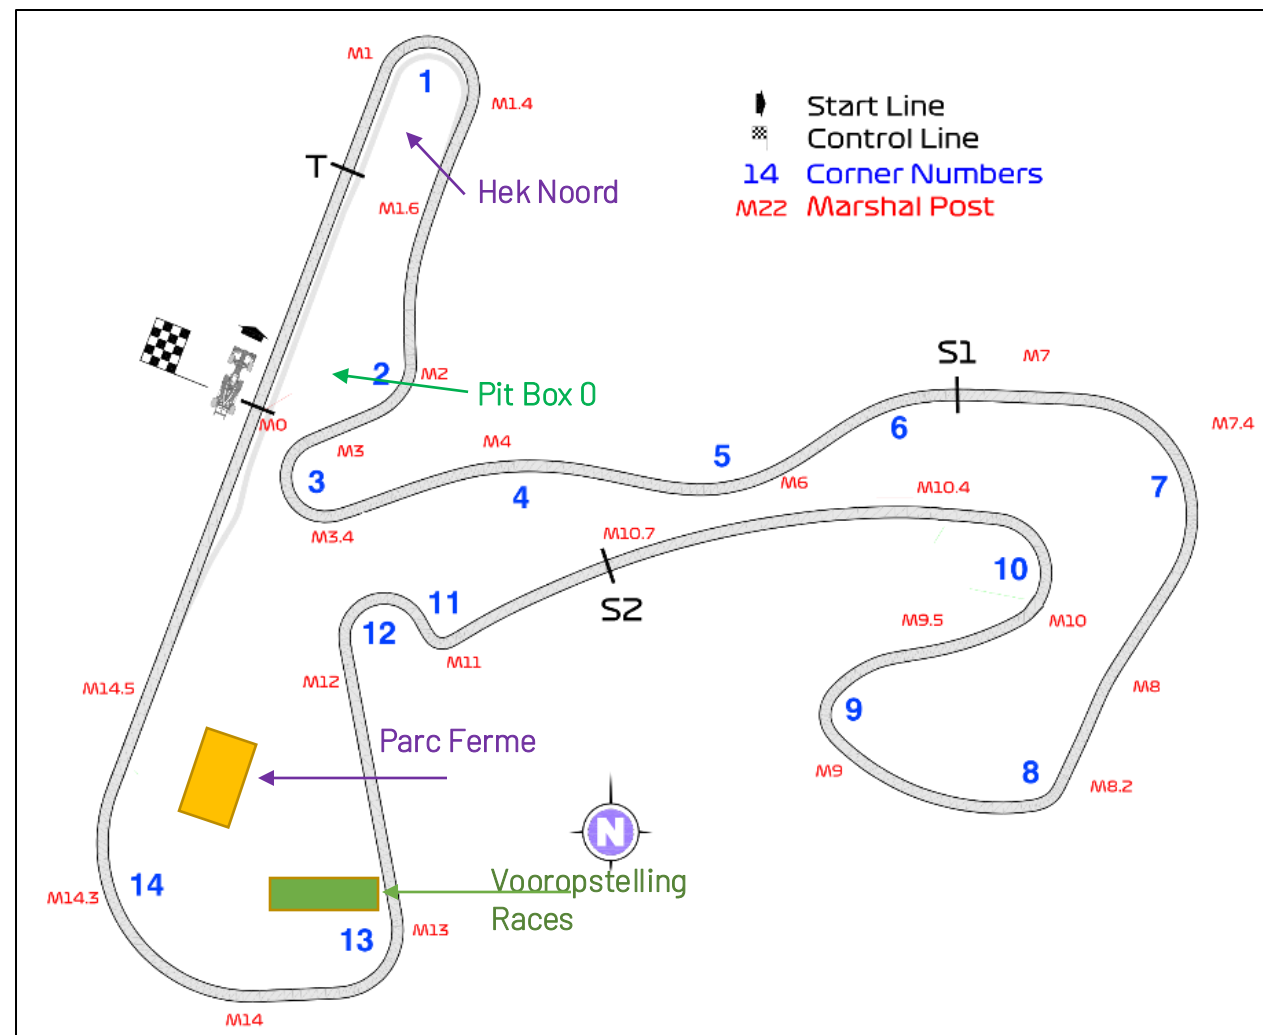 M1
1
M1.4
Start Line
Control Line
T
14 Corner Numbers
Hek Noord
M1.6
M22 Marshal Post
S1
M7
2
M2
Pit Box 0
M0
M7.4
6
M3
M4
5
3
M6
M10.4
7
4
M3.4
M10.7
10
S2
11
M9.5
M10
12
M11
M14.5
M12
M8
9
Parc Ferme
M9
8
M8.2
N
14
Vooropstelling
Races
M14.3
13
M13
M14